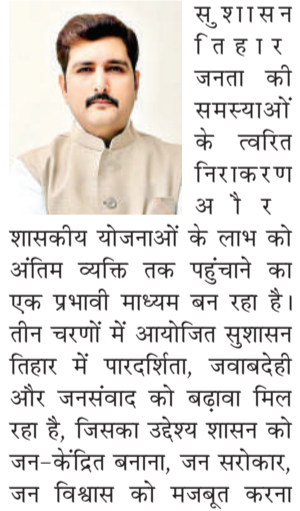 सुशासन
तिहार
जनता की
समस्याओं
के त्वरित
निराकरण
और
शासकीय योजनाओं के लाभ को
अंतिम व्यक्ति तक पहुंचाने का
एक प्रभावी माध्यम बन रहा है।
तीन चरणों में आयोजित सुशासन
तिहार में पारदर्शिता, जवाबदेही
और जनसंवाद को बढ़ावा मिल
रहा है, जिसका उद्देश्य शासन को
जन-केंद्रित बनाना, जन सरोकार,
जन विश्वास को मजबूत करना